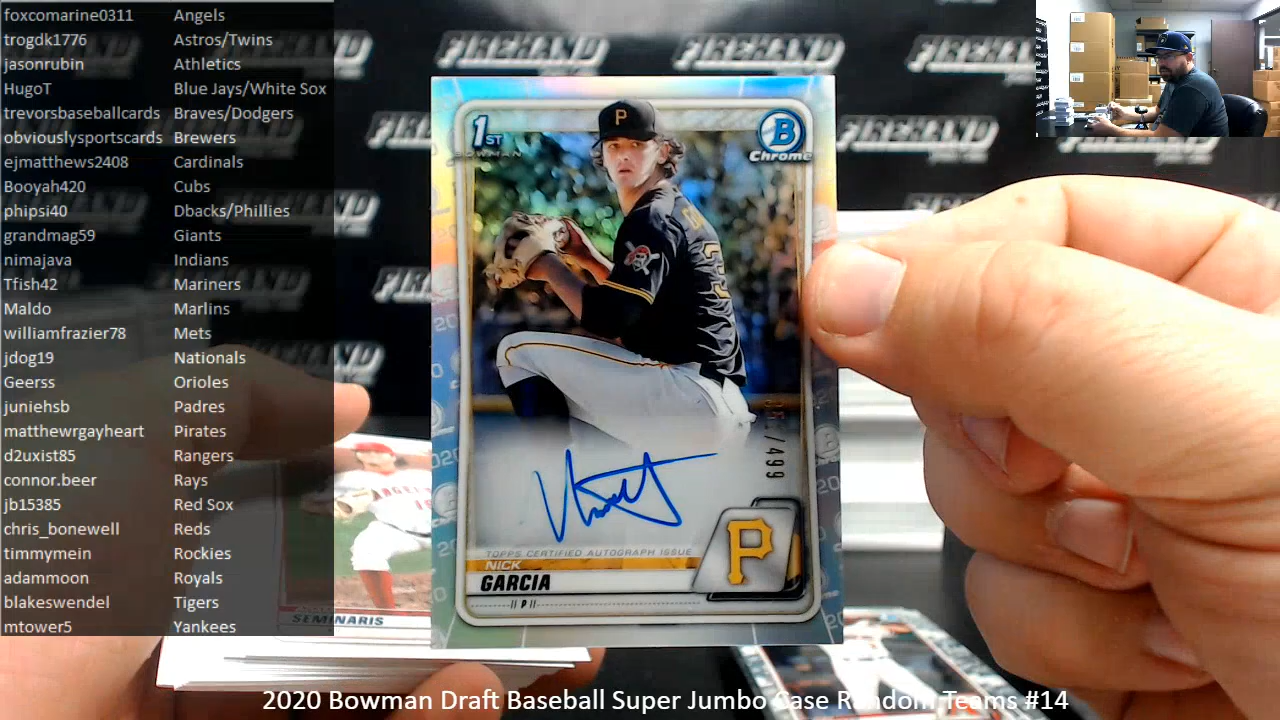 foxcomarine0311 Angels
trogdk1776 Astros/Twins
jasonrubin Athletics
HugoT Blue Jays/White Sox
trevorsbaseballcards Braves/Dodgers
obviouslysportscards Brewers
ejmatthews2408 Cardinals
Booyah420 Cubs
phipsi40 Dbacks/Phillies
grandmag59 Giants
nimajava Indians
Tfish42 Mariners
Maldo Marlins
williamfrazier78 Mets
jdog19 Nationals
Geerss Orioles
juniehsb Padres
matthewrgayheart Pirates
d2uxist85 Rangers
connor.beer Rays
jb15385 Red Sox
chris_bonewell Reds
timmymein Rockies
adammoon Royals
blakeswendel Tigers
mtower5 Yankees
FIREHAND
FIREHAND
FIREHAND
1ST
BOWMAN
B
Chrome
P
/499
TOPPS CERTIFIED AUTOGRAPH ISSUE
NICK
GARCIA
P
P
SEMINARIS
2020 Bowman Draft Baseball Super Jumbo Case Random Teams #14